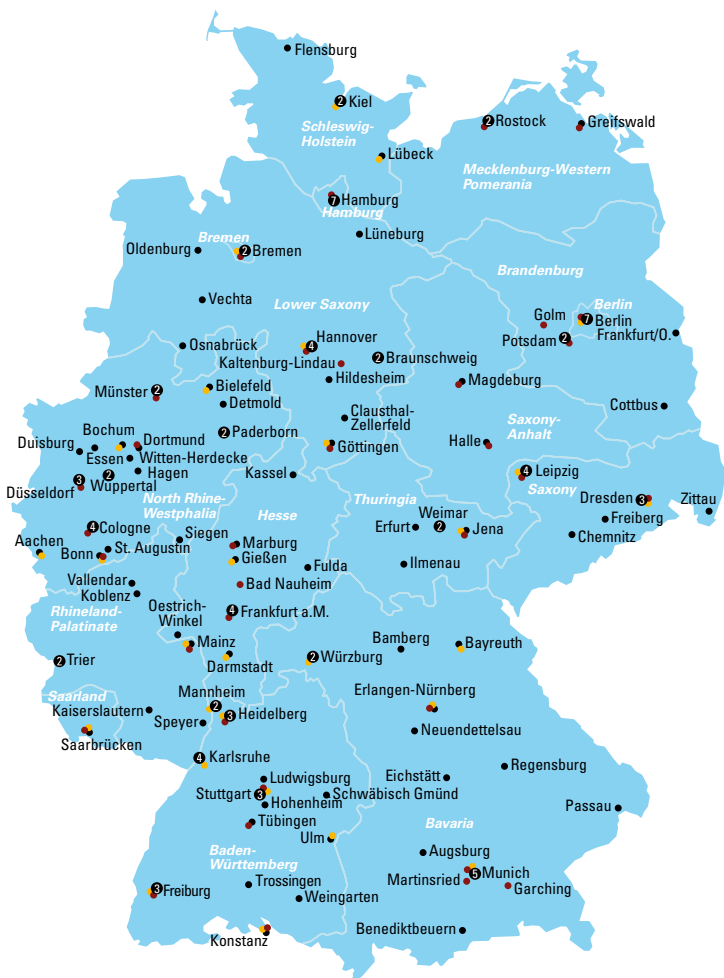 Flensburg
2 Kiel
Schleswig-
Holstein
2 Rostock
Greifswald
Lübeck
Mecklenburg-Western
Pomerania
7 Hamburg
Hamburg
Lüneburg
Bremen
Oldenburg
2 Bremen
Brandenburg
Vechta
Lower Saxony
Berlin
Golm
7 Berlin
Potsdam 2
Frankfurt/O.
Osnabrück
Hannover
4
Kaltenburg-Lindau
2 Braunschweig
Hildesheim
Magdeburg
Münster 2
Bielefeld
Detmold
Cottbus
Clausthal-
Zellerfeld
Saxony-
Anhalt
Bochum
Dortmund
2 Paderborn
Duisburg
Essen
Witten-Herdecke
Göttingen
Halle
Hagen
Kassel
4 Leipzig
3
2
Düsseldorf
Wuppertal
Saxony
North Rhine-
Westphalia
Hesse
Thuringia
Dresden 3
Zittau
4 Cologne
Siegen
Weimar
Erfurt
2
Jena
Freiberg
Chemnitz
Aachen
Bonn
St. Augustin
Marburg
Gießen
Fulda
Ilmenau
Vallendar
Koblenz
Bad Nauheim
Rhineland-
Palatinate
Oestrich-
Winkel
4 Frankfurt a.M.
Mainz
Bamberg
Bayreuth
2 Trier
Darmstadt
2 Würzburg
Saarland
Mannheim
2
Erlangen-Nürnberg
Kaiserslautern
Speyer
3 Heidelberg
Neuendettelsau
Saarbrücken
4 Karlsruhe
Regensburg
Ludwigsburg
Eichstätt
Stuttgart 3
Schwäbisch Gmünd
Hohenheim
Passau
Tübingen
Ulm
Bavaria
Baden-
Württemberg
Augsburg
5 Munich
Martinsried
Garching
3 Freiburg
Trossingen
Weingarten
Konstanz
Benediktbeuern